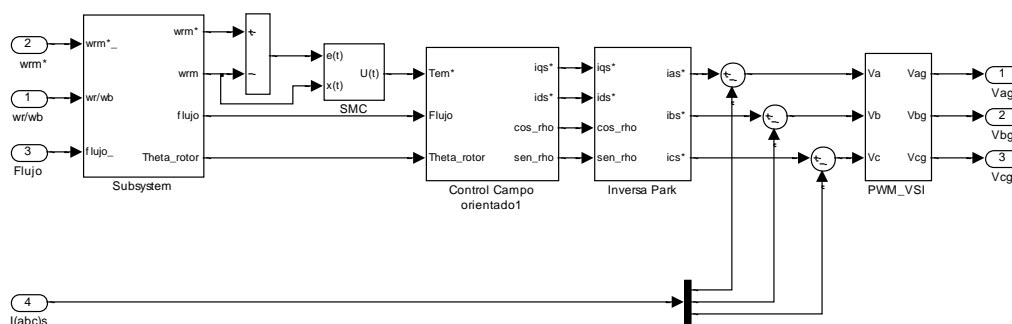 2
wrm*
1
wr/wb
3
Flujo
wrm*_
wr/wb
flujo_
wrm*
wrm
flujo
Theta_rotor
Subsystem
+
−
e(t)
x(t)
U(t)
SMC
Tem*
Flujo
Theta_rotor
iqs*
ids*
cos_rho
sen_rho
Control Campo
orientado1
iqs*
ids*
cos_rho
sen_rho
ias*
ibs*
ics*
Inversa Park
+
−
+
−
+
−
Va
Vb
Vc
Vag
Vbg
Vcg
PWM_VSI
1
Vag
2
Vbg
3
Vcg
4
I(abc)s